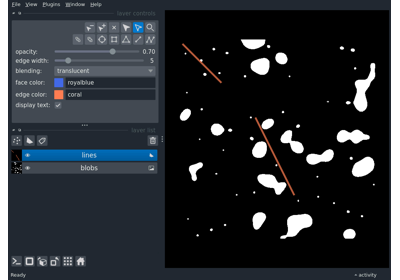 File View Plugins Window Help
layer controls
opacity: 0.70
edge width: 5
blending: translucent
face color: royalblue
edge color: coral
display text:
layer list
lines
blobs
Ready
activity